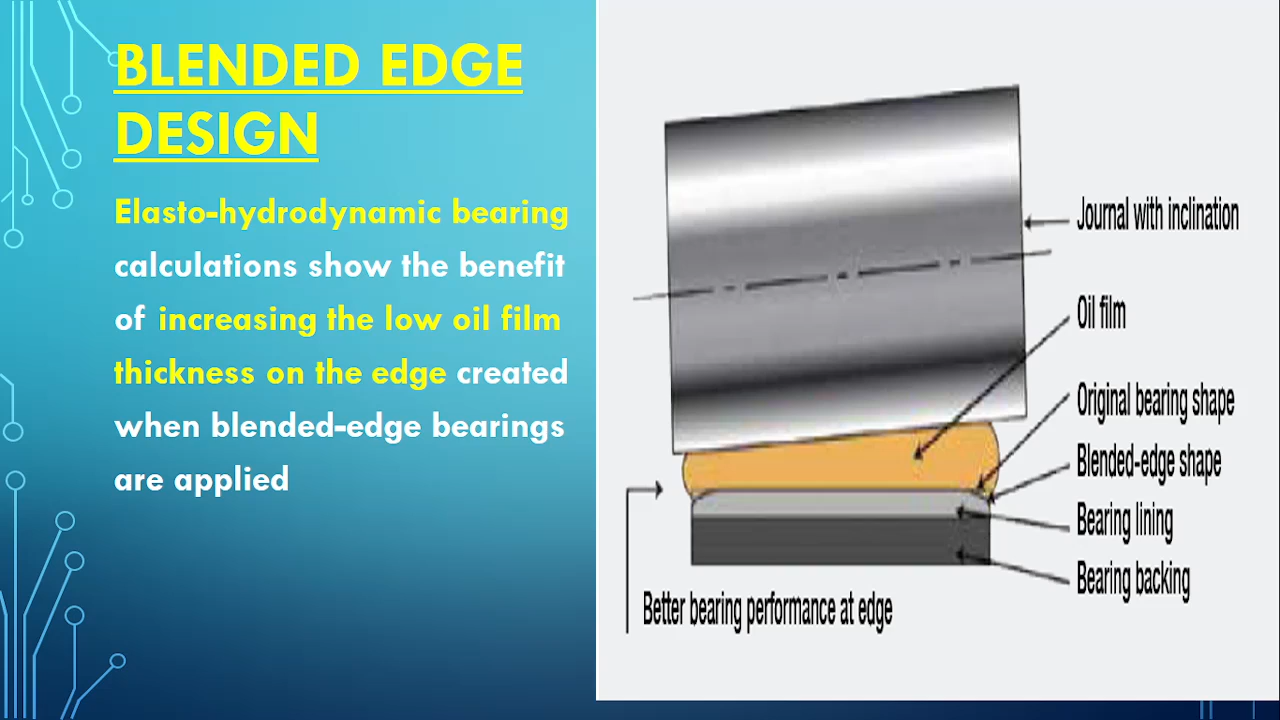 BLENDED EDGE
DESIGN
Elasto-hydrodynamic bearing
calculations show the benefit
of increasing the low oil film
thickness on the edge created
when blended-edge bearings
are applied
Journal with inclination
Oil film
Original bearing shape
Blended-edge shape
Bearing lining
Bearing backing
Better bearing performance at edge